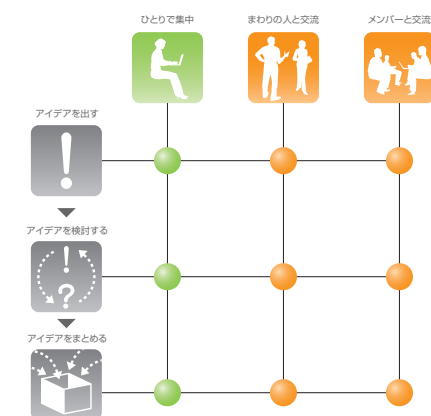 ひとりで集中
まわりの人と交流
メンバーと交流
アイデアを出す
アイデアを検討する
アイデアをまとめる